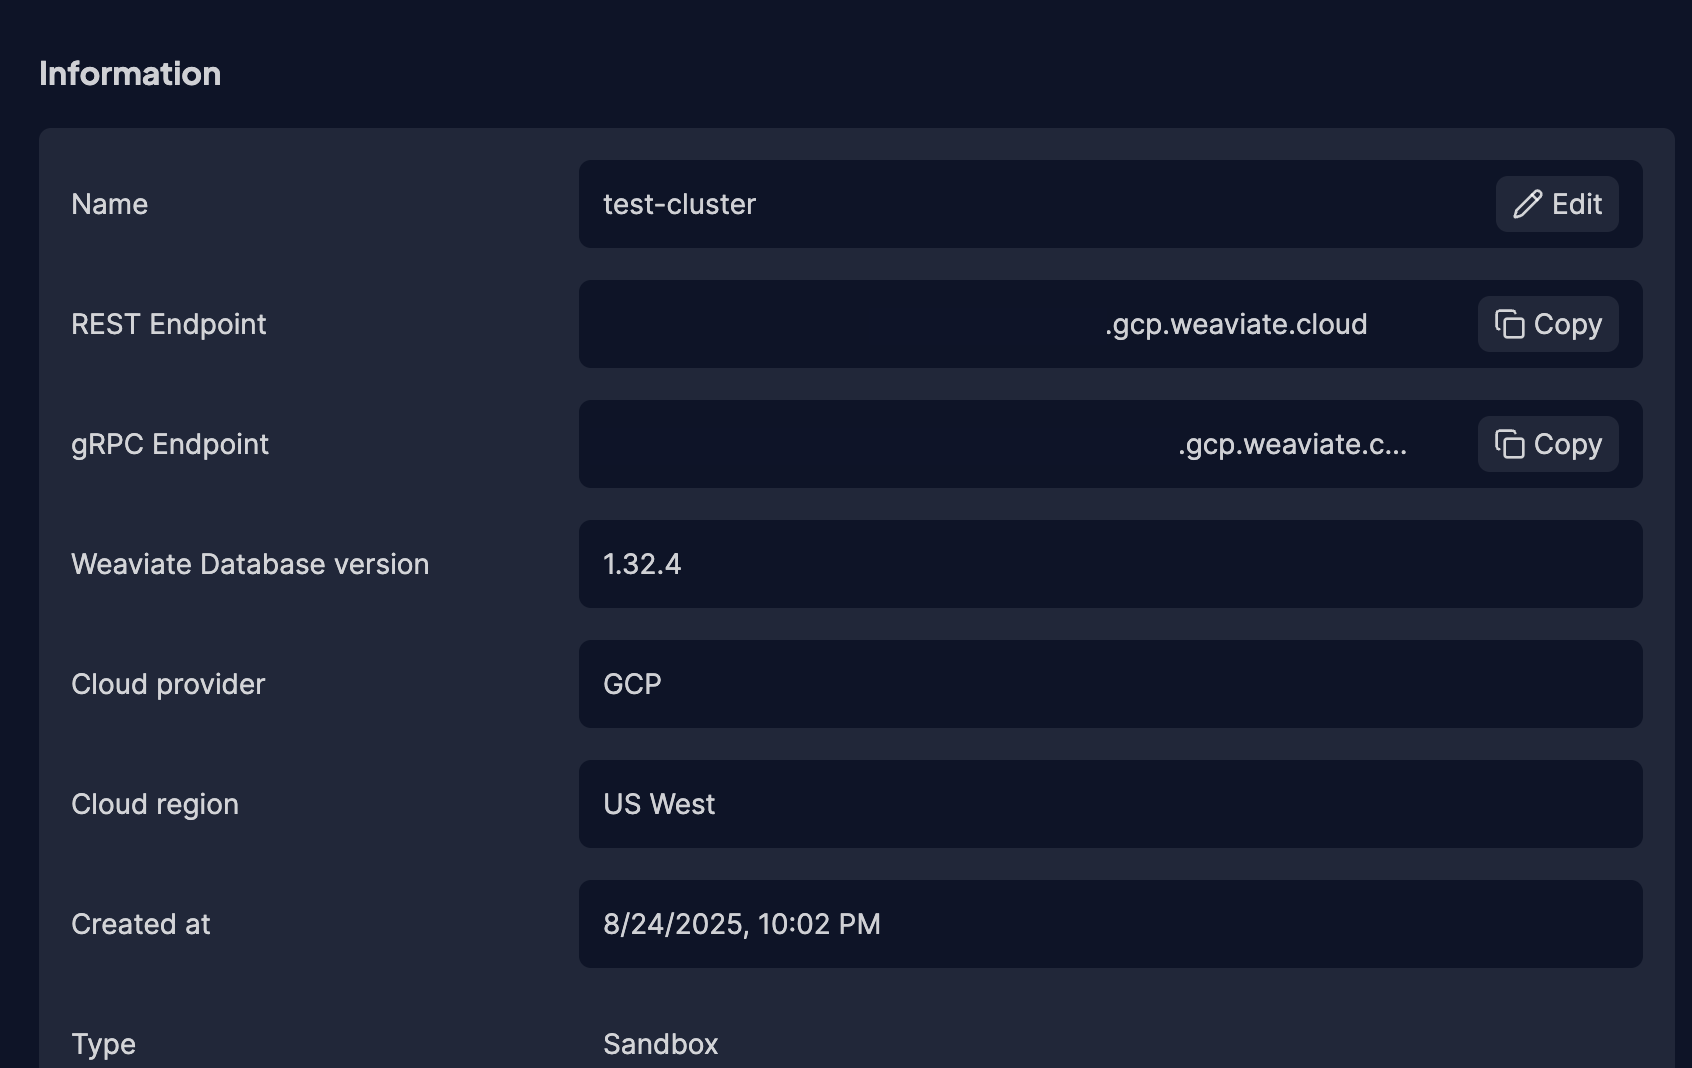 Information
Name
test-cluster
Edit
REST Endpoint
.gcp.weaviate.cloud
Copy
gRPC Endpoint
.gcp.weaviate.c...
Copy
Weaviate Database version
1.32.4
Cloud provider
GCP
Cloud region
US West
Created at
8/24/2025, 10:02 PM
Type
Sandbox